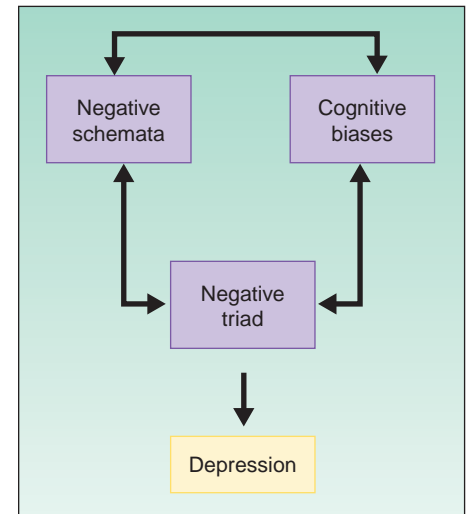 Negative
schemata
Cognitive
biases
Negative
triad
Depression